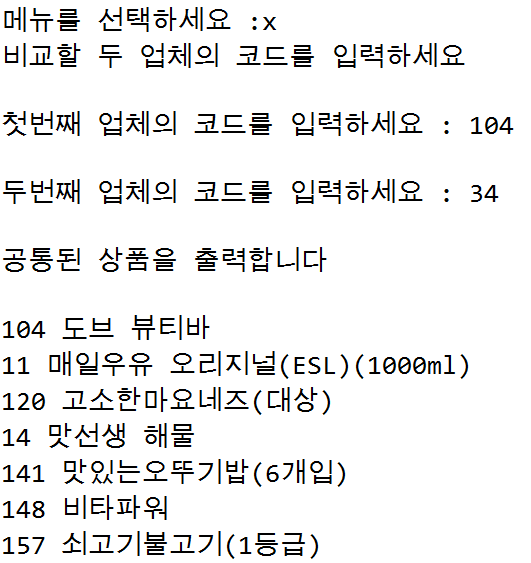 메뉴를 선택하세요 :x
비교할 두 업체의 코드를 입력하세요
첫번째 업체의 코드를 입력하세요 : 104
두번째 업체의 코드를 입력하세요 : 34
공통된 상품을 출력합니다
104 도브 뷰티바
11 매일우유 오리지널(ESL)(1000ml)
120 고소한마요네즈(대상)
14 맛선생 해물
141 맛있는오뚜기밥(6개입)
148 비타파워
157 쇠고기불고기(1등급)